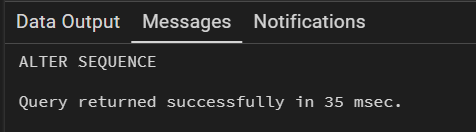 Data Output Messages Notifications
ALTER SEQUENCE
Query returned successfully in 35 msec.